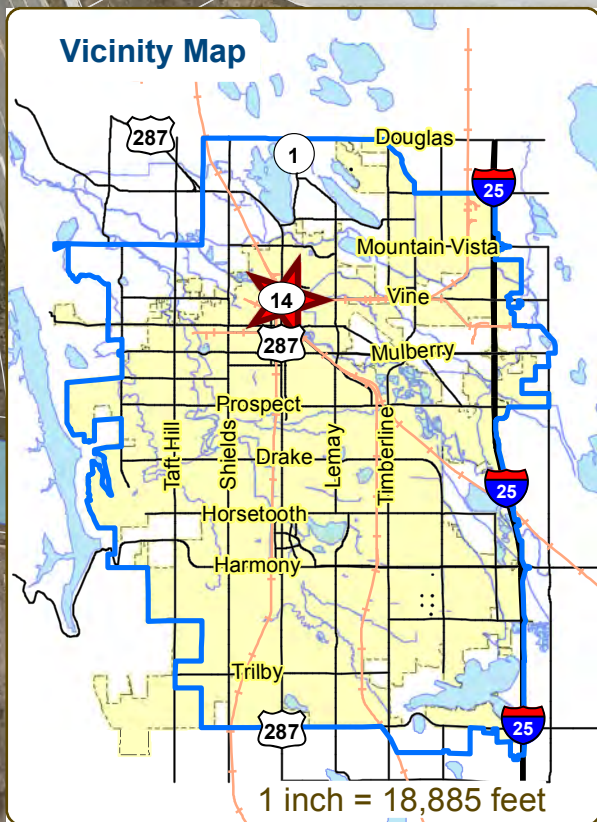 Vicinity Map
287
1
Douglas
25
Mountain-Vista
14
Vine
287
Mulberry
Prospect
Taft-Hill
Shields
Drake
Lemay
Timberline
25
Horsetooth
Harmony
Trilby
287
25
1 inch = 18,885 feet